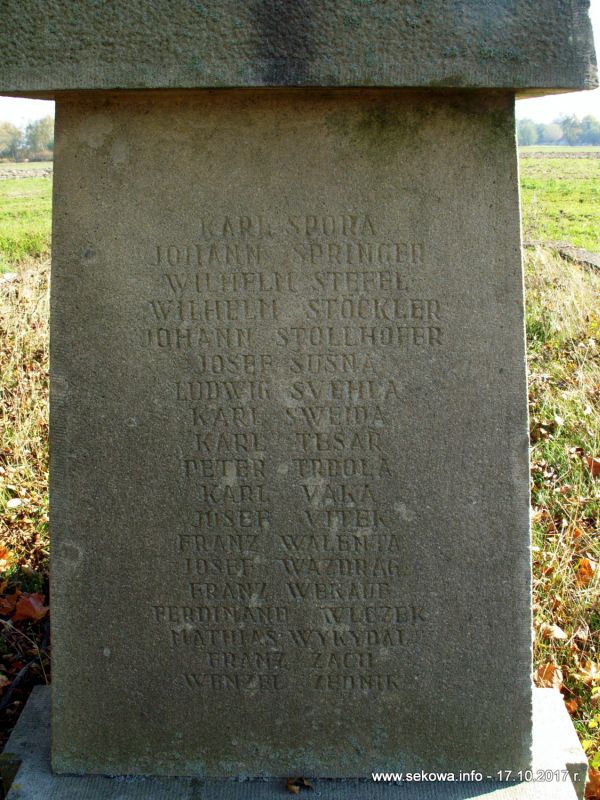 KARL SPORA
JOHANN SPRINGER
WILHELM STEFEL
WILHELM STÖCKLER
JOHANN STOLLHOFER
JOSEF SUSNA
LUDWIG SVEHLA
KARL SWEIDA
KARL TESAR
PETER TRBOLA
KARL VAKA
JOSEF VITEK
FRANZ WALENTA
JOSEF WAZDRAG
FRANZ
FERDINAND WLCZEK
MATHIAS WYKYDAL
FRANZ ZACH
WENZEL ZEDNIK
www.sekowa.info - 17.10.2017 r.